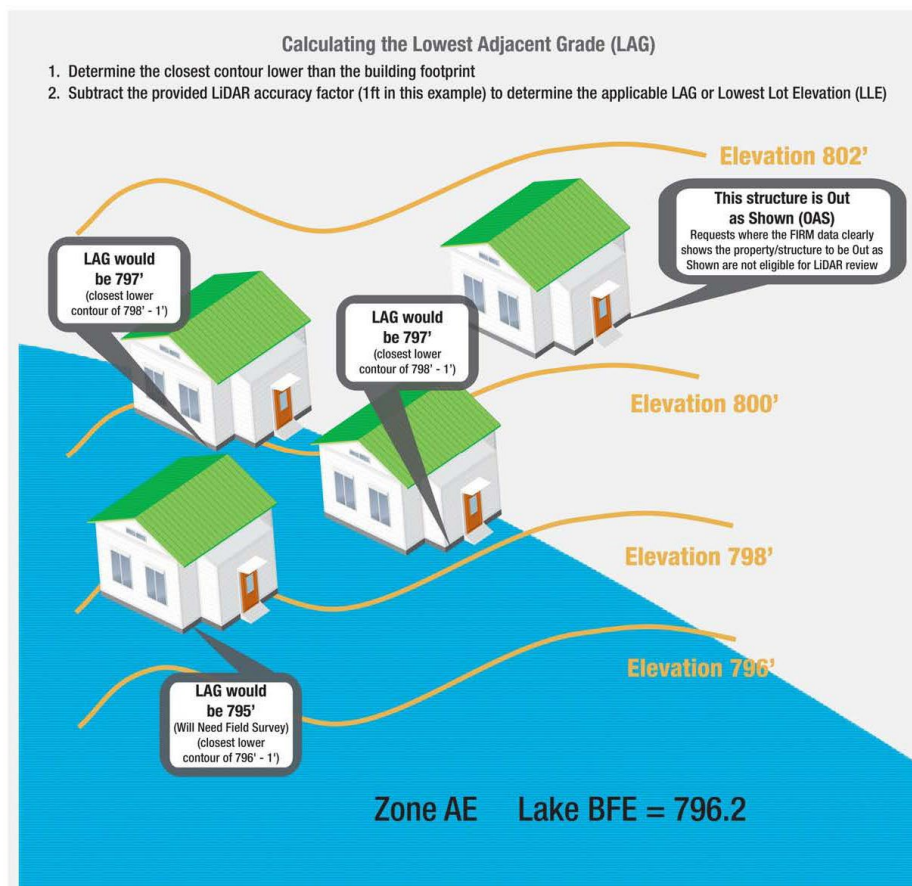 Calculating the Lowest Adjacent Grade (LAG)
1. Determine the closest contour lower than the building footprint
2. Subtract the provided LiDAR accuracy factor (1ft in this example) to determine the applicable LAG or Lowest Lot Elevation (LLE)
Elevation 802'
This structure is Out
as Shown (OAS)
Requests where the FIRM data clearly
shows the property/structure to be Out as
Shown are not eligible for LiDAR review
LAG would
be 797'
(closest lower
contour of 798' - 1')
LAG would
be 797'
(closest lower
contour of 798' - 1')
Elevation 800'
Elevation 798'
Elevation 796'
LAG would
be 795'
(Will Need Field Survey)
(closest lower
contour of 796' - 1')
Zone AE Lake BFE = 796.2